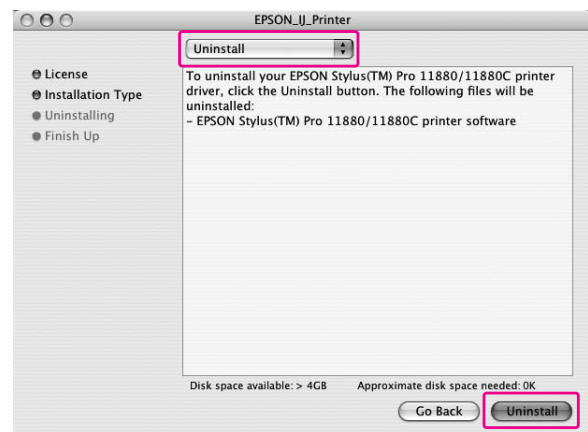 EPSON_IJ_Printer
Uninstall
License
Installation Type
Uninstalling
Finish Up
To uninstall your EPSON Stylus(TM) Pro 11880/11880C printer
driver, click the Uninstall button. The following files will be
uninstalled:
– EPSON Stylus(TM) Pro 11880/11880C printer software
Disk space available: > 4GB Approximate disk space needed: 0K
Go Back Uninstall